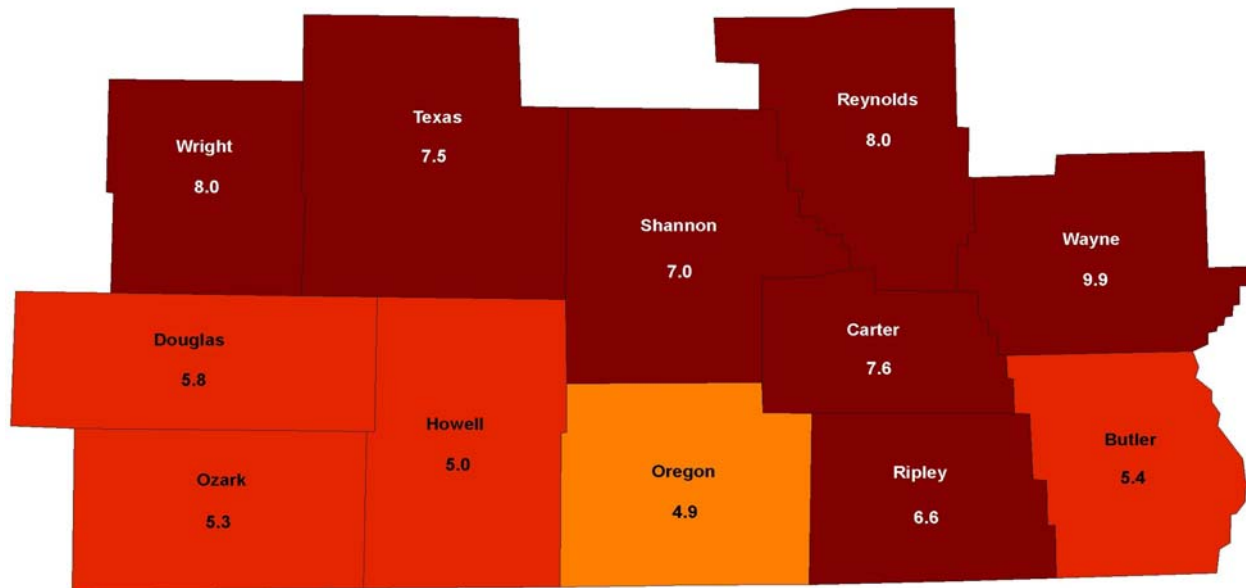 Texas
7.5
Reynolds
8.0
Wright
8.0
Shannon
7.0
Wayne
9.9
Carter
7.6
Douglas
5.8
Howell
5.0
Butler
5.4
Oregon
4.9
Ripley
6.6
Ozark
5.3